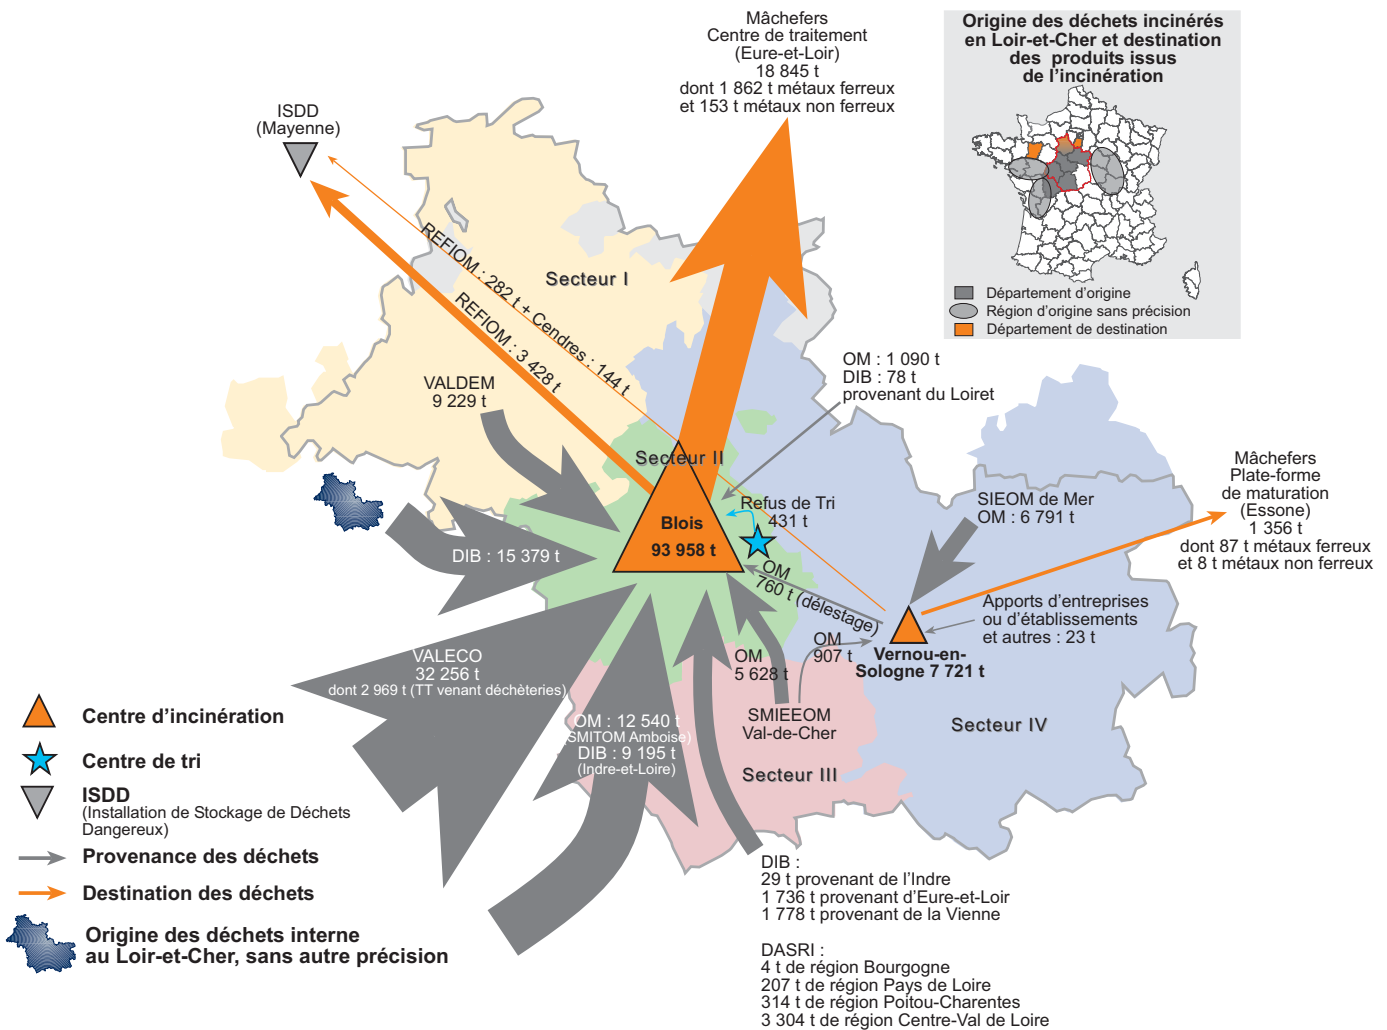 Mâchefers
Centre de traitement
(Eure-et-Loir)
18 845 t
dont 1 862 t métaux ferreux
et 153 t métaux non ferreux
Origine des déchets incinérés
en Loir-et-Cher et destination
des produits issus
de l'incinération
Département d'origine
Région d'origine sans précision
Département de destination
ISDD
(Mayenne)
REFIOM : 282 t + Cendres : 144 t
REFIOM : 3 428 t
Secteur I
VALDEM
9 229 t
OM : 1 090 t
DIB : 78 t
provenant du Loiret
Secteur II
Blois
93 958 t
Refus de Tri
431 t
SIEOM de Mer
OM : 6 791 t
Mâchefers
Plate-forme
de maturation
(Essone)
1 356 t
dont 87 t métaux ferreux
et 8 t métaux non ferreux
DIB : 15 379 t
OM
760 t (délestage)
Apports d'entreprises
ou d'établissements
et autres : 23 t
OM
907 t
Vernou-en-
Sologne 7 721 t
VALECO
32 256 t
dont 2 969 t (TT venant déchèteries)
OM
5 628 t
SMIEEOM
Val-de-Cher
OM : 12 540 t
(SMITOM Amboise)
DIB : 9 195 t
(Indre-et-Loire)
Secteur III
Secteur IV
Centre d'incinération
Centre de tri
ISDD
(Installation de Stockage de Déchets
Dangereux)
Provenance des déchets
Destination des déchets
Origine des déchets interne
au Loir-et-Cher, sans autre précision
DIB :
29 t provenant de l'Indre
1 736 t provenant d'Eure-et-Loir
1 778 t provenant de la Vienne
DASRI :
4 t de région Bourgogne
207 t de région Pays de Loire
314 t de région Poitou-Charentes
3 304 t de région Centre-Val de Loire